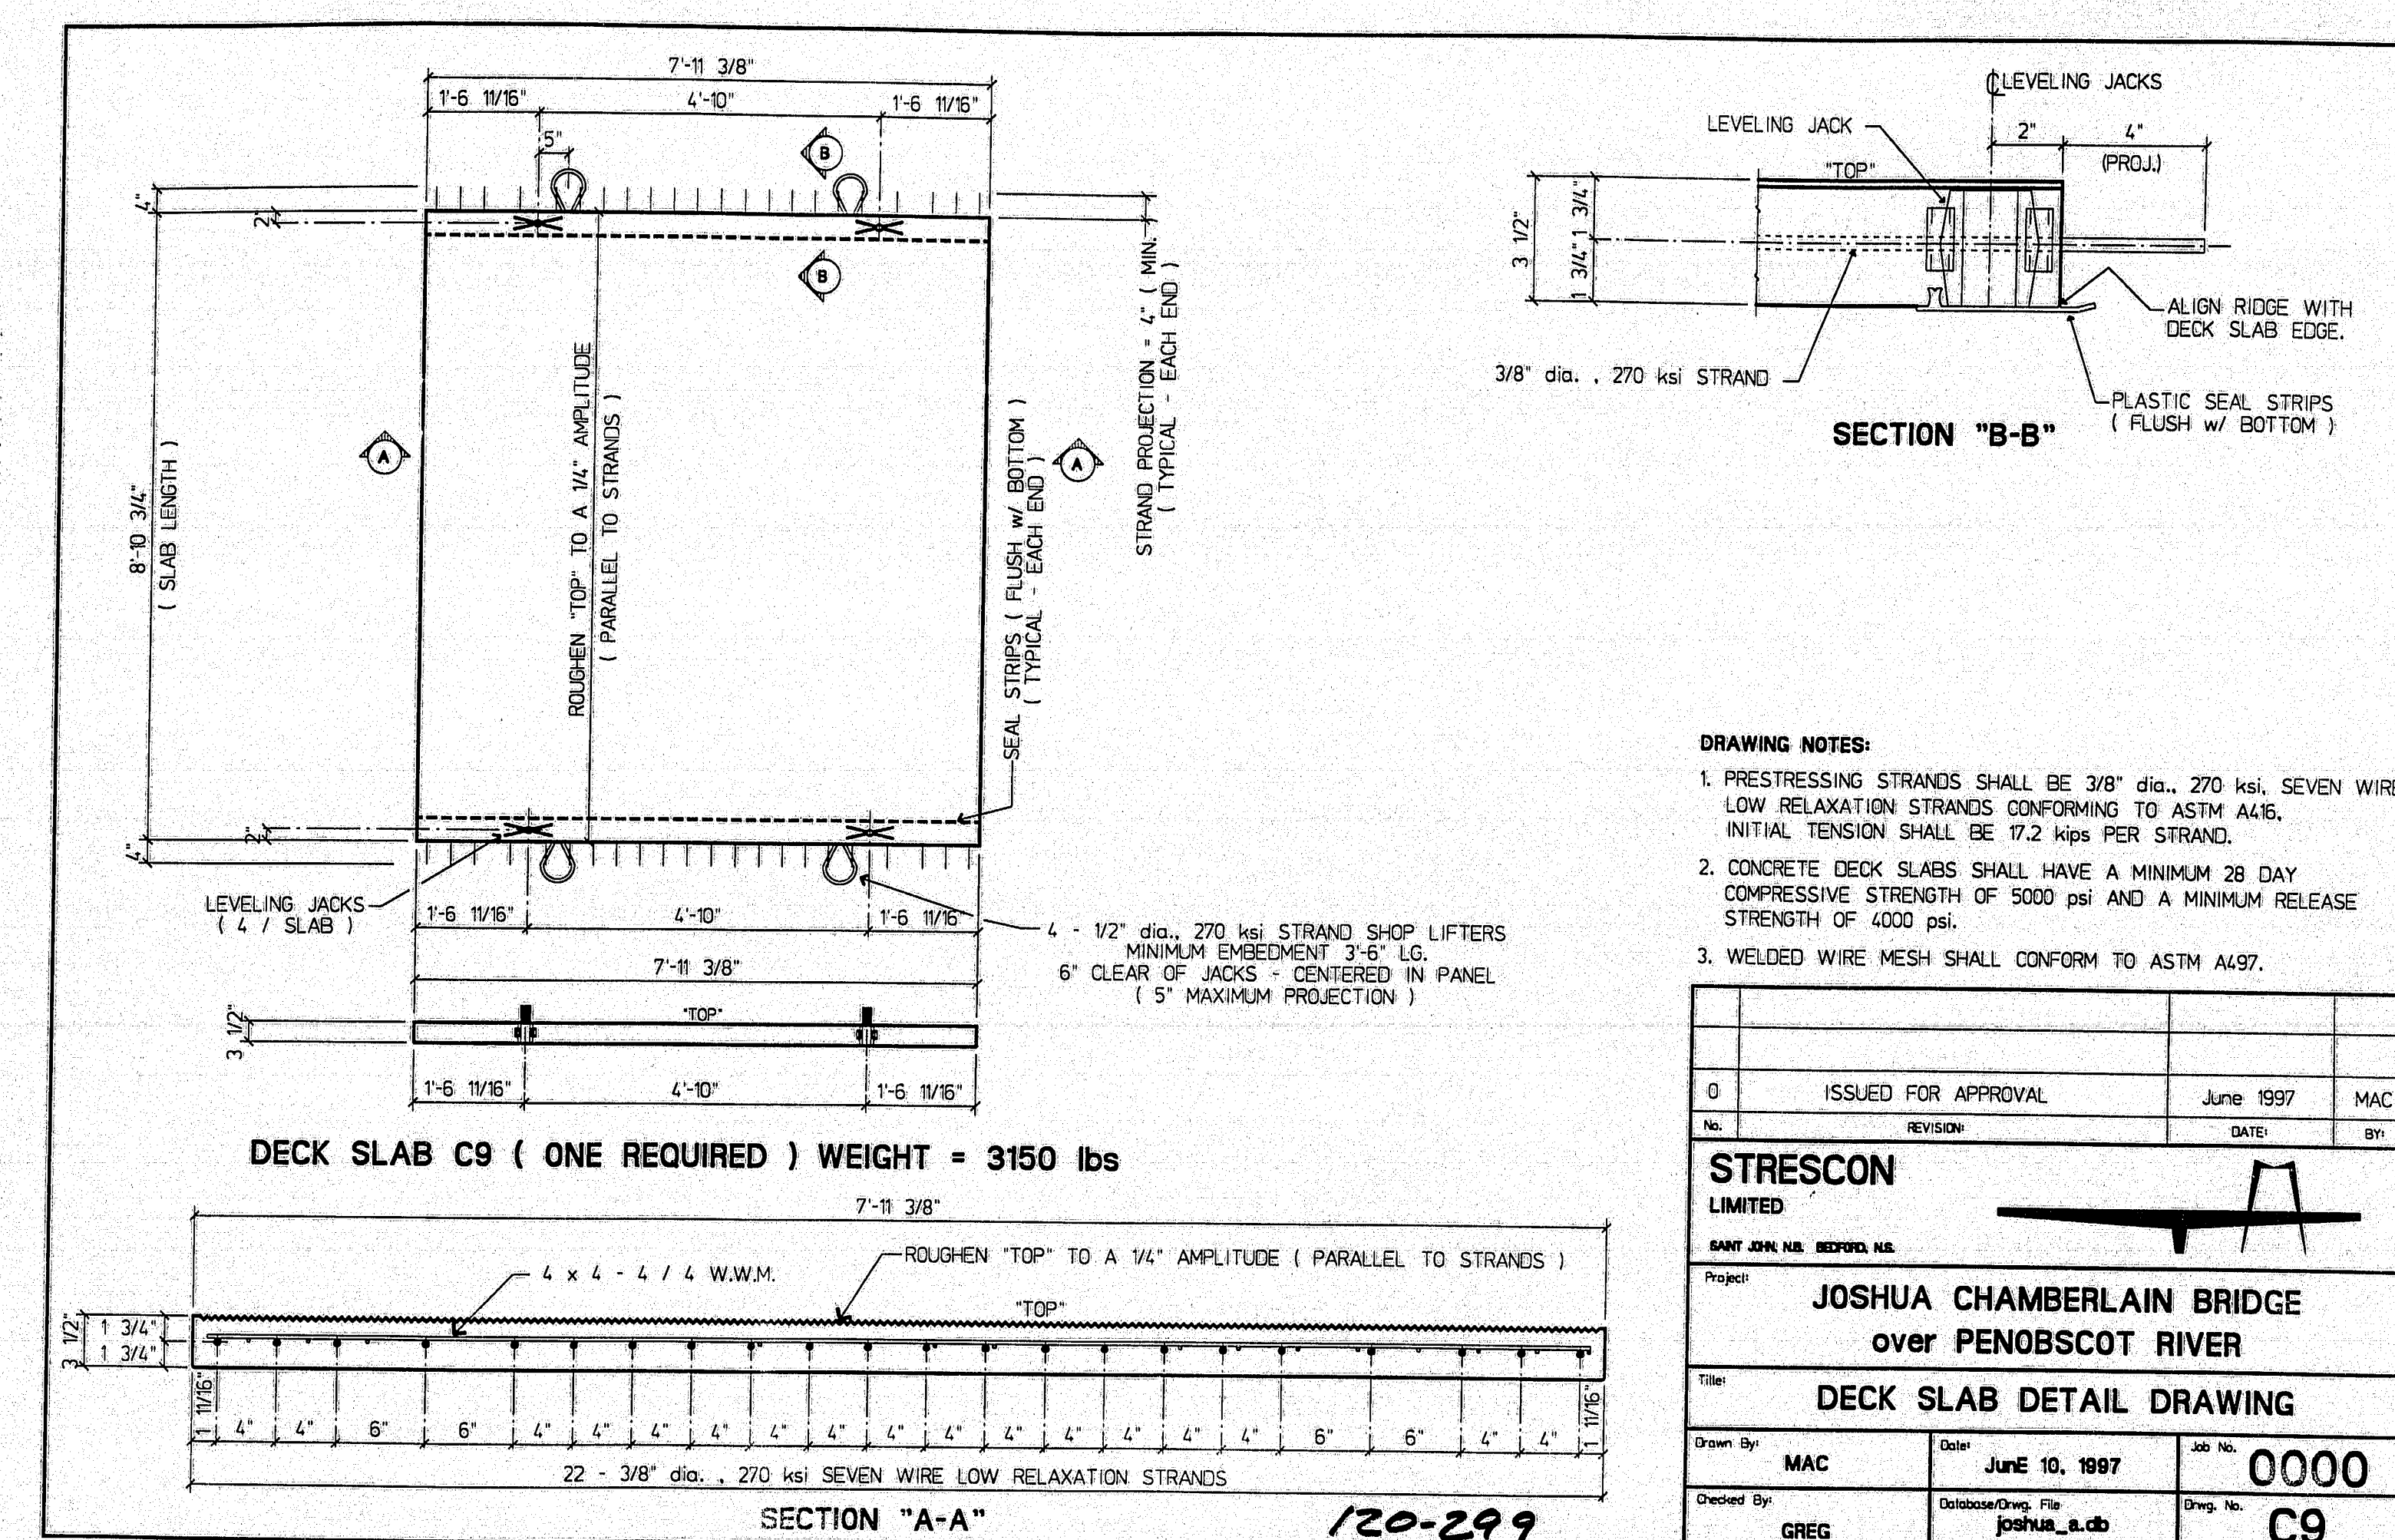 7'-11 3/8"
1'-6 11/16" 4'-10" 1'-6 11/16"
5"
B
B
4"
2"
8'-10 3/4"
( SLAB LENGTH )
A
ROUGHEN "TOP" TO A 1/4" AMPLITUDE
( PARALLEL TO STRANDS )
SEAL STRIPS ( FLUSH w/ BOTTOM )
( TYPICAL - EACH END )
A
STRAND PROJECTION = 4" ( MIN. )
( TYPICAL - EACH END )
2"
4"
LEVELING JACKS
( 4 / SLAB )
1'-6 11/16" 4'-10" 1'-6 11/16"
7'-11 3/8"
4 - 1/2" dia., 270 ksi STRAND SHOP LIFTERS
MINIMUM EMBEDMENT 3'-6" LG.
6" CLEAR OF JACKS - CENTERED IN PANEL
( 5" MAXIMUM PROJECTION )
"TOP"
3 1/2"
1'-6 11/16" 4'-10" 1'-6 11/16"
DECK SLAB C9 ( ONE REQUIRED ) WEIGHT = 3150 lbs
7'-11 3/8"
4 x 4 - 4 / 4 W.W.M.
ROUGHEN "TOP" TO A 1/4" AMPLITUDE ( PARALLEL TO STRANDS )
"TOP"
3 1/2"
1 3/4"
1 3/4"
1 11/16" 4" 4" 6" 6" 4" 4" 4" 4" 4" 4" 4" 4" 4" 4" 4" 4" 4" 6" 6" 4" 4" 1 11/16"
22 - 3/8" dia. , 270 ksi SEVEN WIRE LOW RELAXATION STRANDS
SECTION "A-A"
120-299
℄ LEVELING JACKS
LEVELING JACK
2" 4"
(PROJ.)
"TOP"
3 1/2"
1 3/4"
1 3/4"
ALIGN RIDGE WITH
DECK SLAB EDGE.
3/8" dia. , 270 ksi STRAND
PLASTIC SEAL STRIPS
( FLUSH w/ BOTTOM )
SECTION "B-B"
DRAWING NOTES:
1. PRESTRESSING STRANDS SHALL BE 3/8" dia., 270 ksi, SEVEN WIRE
LOW RELAXATION STRANDS CONFORMING TO ASTM A416.
INITIAL TENSION SHALL BE 17.2 kips PER STRAND.
2. CONCRETE DECK SLABS SHALL HAVE A MINIMUM 28 DAY
COMPRESSIVE STRENGTH OF 5000 psi AND A MINIMUM RELEASE
STRENGTH OF 4000 psi.
3. WELDED WIRE MESH SHALL CONFORM TO ASTM A497.
0 ISSUED FOR APPROVAL June 1997 MAC
No. REVISION: DATE: BY:
STRESCON
LIMITED
SAINT JOHN, N.B. BEDFORD, N.S.
Project:
JOSHUA CHAMBERLAIN BRIDGE
over PENOBSCOT RIVER
Title:
DECK SLAB DETAIL DRAWING
Drawn By: MAC
Date: JunE 10, 1997
Job No. 0000
Checked By: GREG
Database/Drwg. File joshua_a.db
Drwg. No. C9